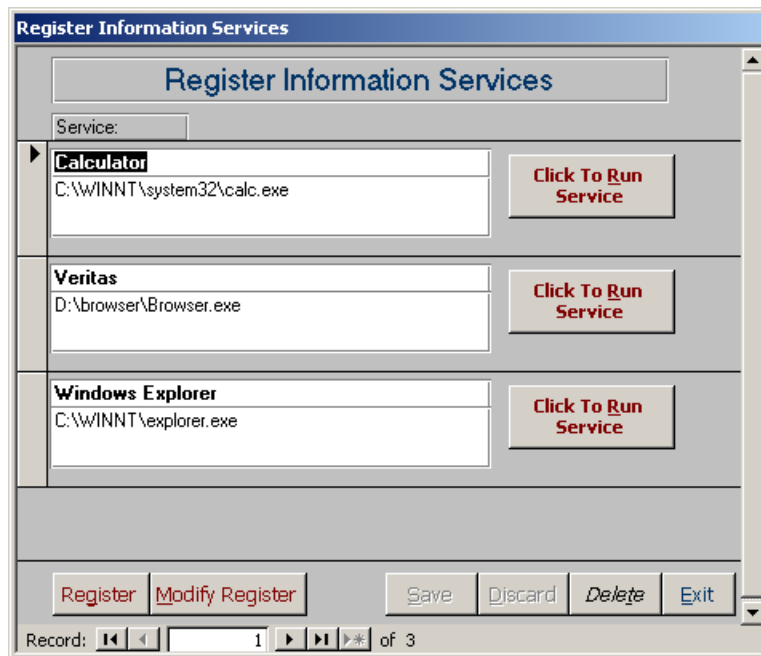 Register Information Services
Register Information Services
Service:
Calculator
C:\WINNT\system32\calc.exe
Click To Run
Service
Veritas
D:\browser\Browser.exe
Click To Run
Service
Windows Explorer
C:\WINNT\explorer.exe
Click To Run
Service
Register Modify Register Save Discard Delete Exit
Record: 1 of 3